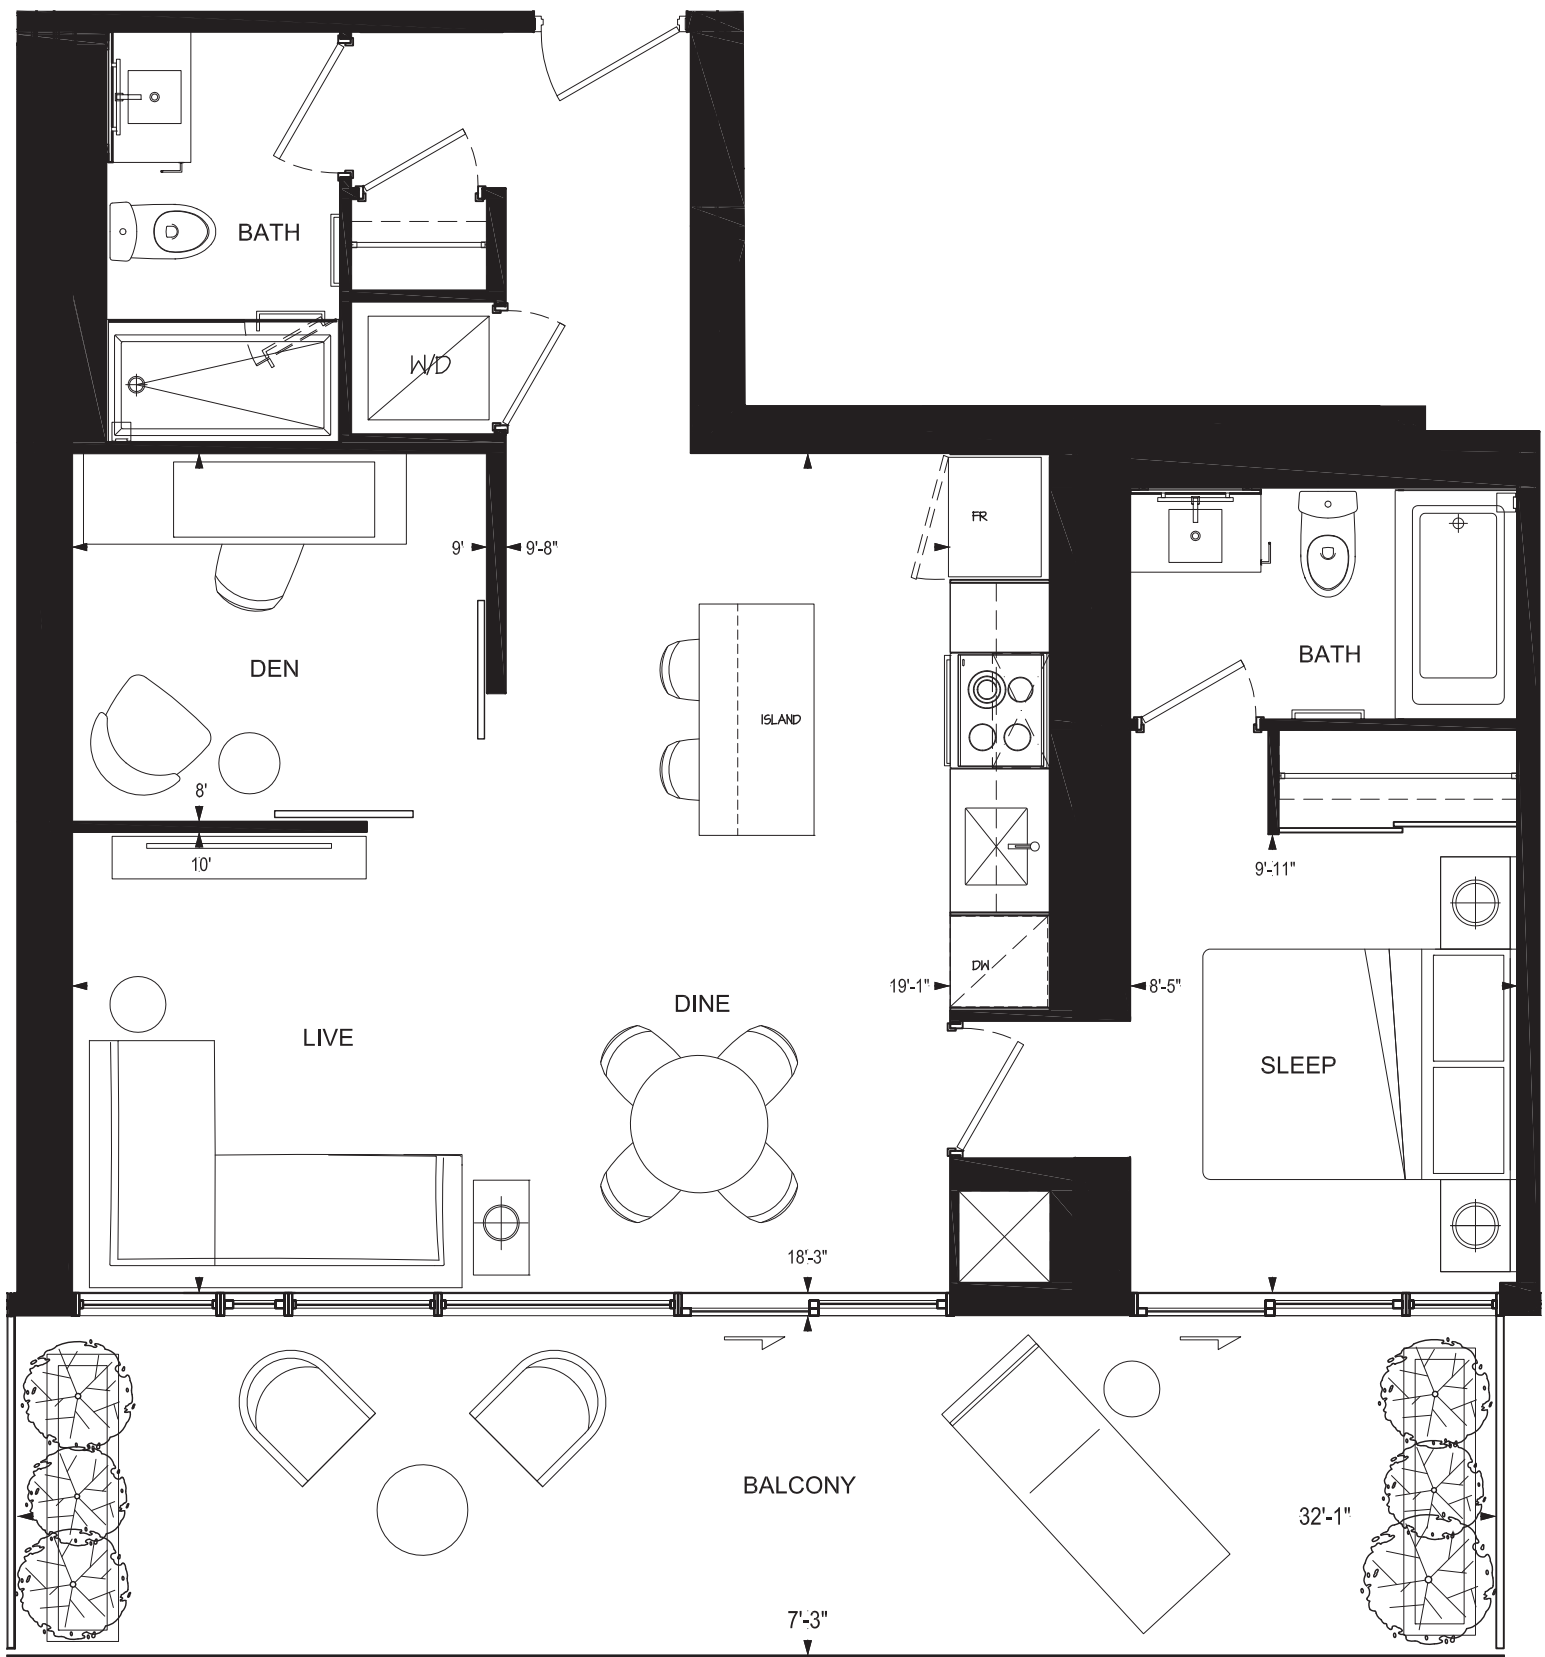 BATH
W/D
FR
9'
9'-8"
BATH
DEN
ISLAND
8'
10'
9'-11"
DW
19'-1"
8'-5"
DINE
LIVE
SLEEP
18'-3"
BALCONY
32'-1"
7'-3"